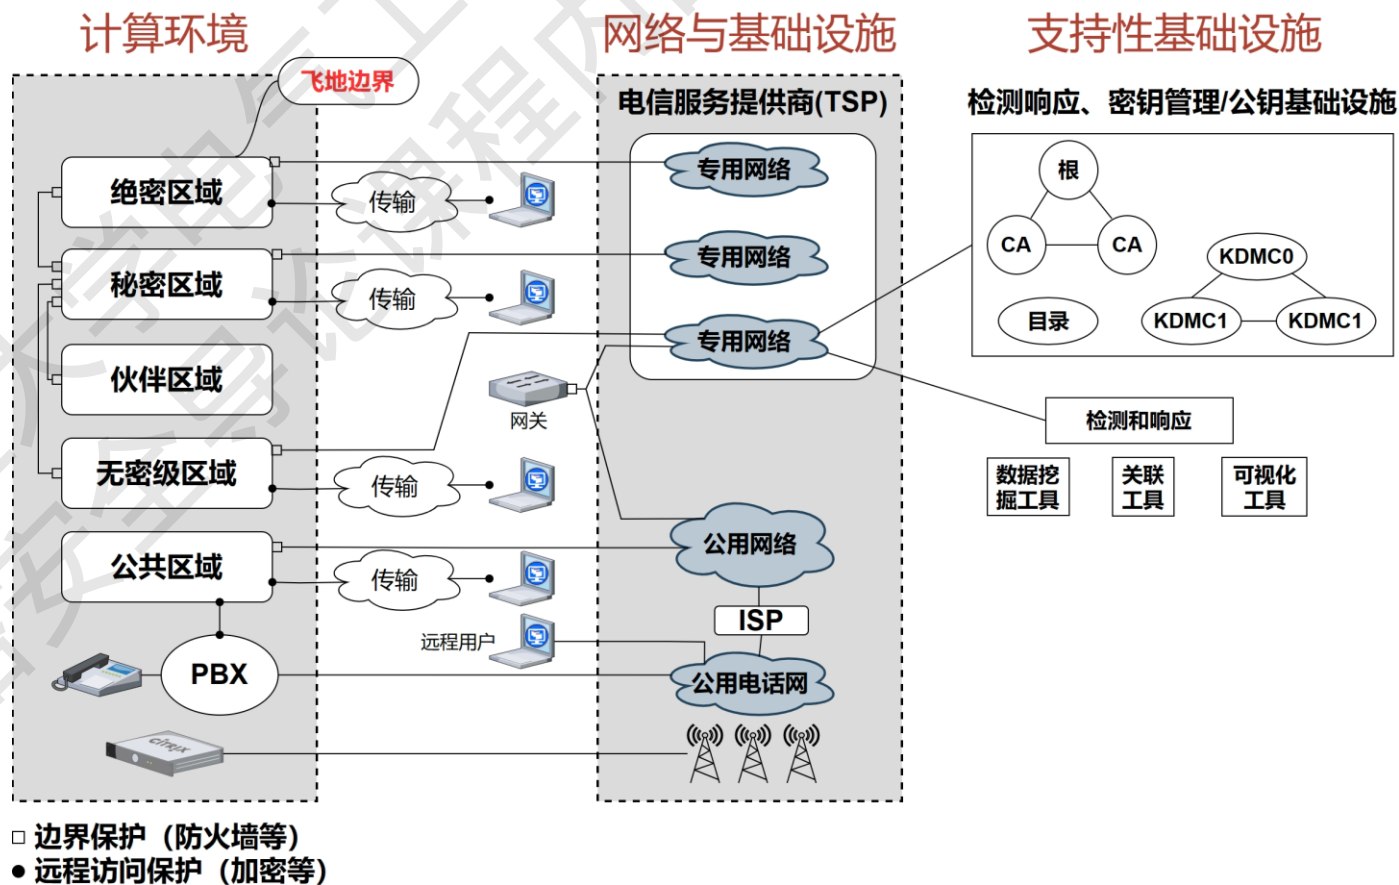 计算环境
网络与基础设施
支持性基础设施
飞地边界
电信服务提供商(TSP)
检测响应、密钥管理/公钥基础设施
绝密区域
传输
专用网络
根
CA
CA
秘密区域
传输
专用网络
KDMC0
目录
KDMC1
KDMC1
伙伴区域
专用网络
网关
检测和响应
无密级区域
传输
数据挖
掘工具
关联
工具
可视化
工具
公共区域
传输
公用网络
ISP
远程用户
PBX
公用电话网
CITRIX
□ 边界保护（防火墙等）
● 远程访问保护（加密等）